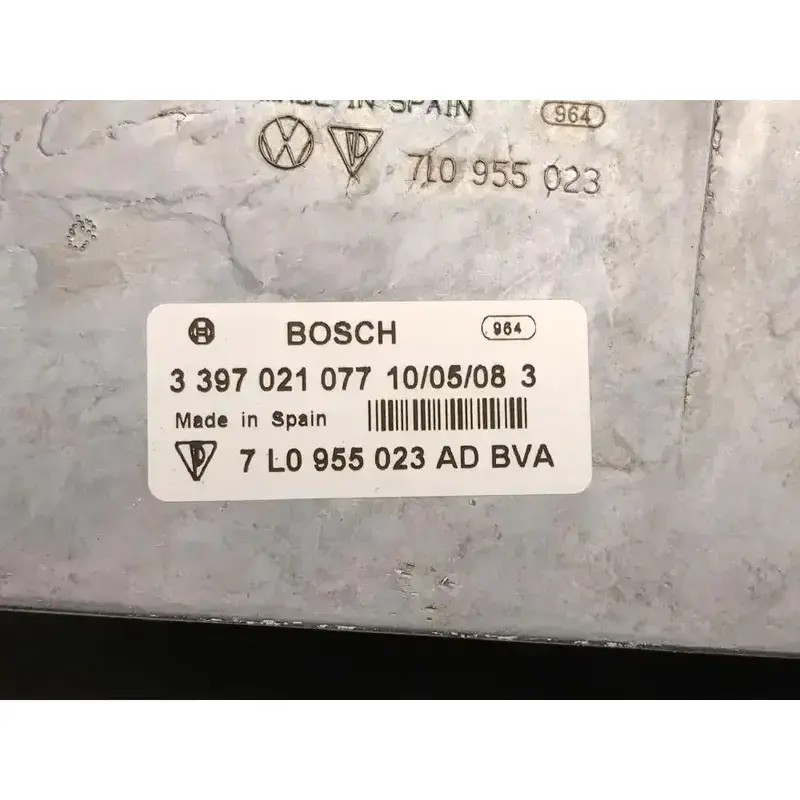 MADE IN SPAIN 964
7L0 955 023
BOSCH 964
3 397 021 077 10/05/08 3
Made in Spain
7 L0 955 023 AD BVA